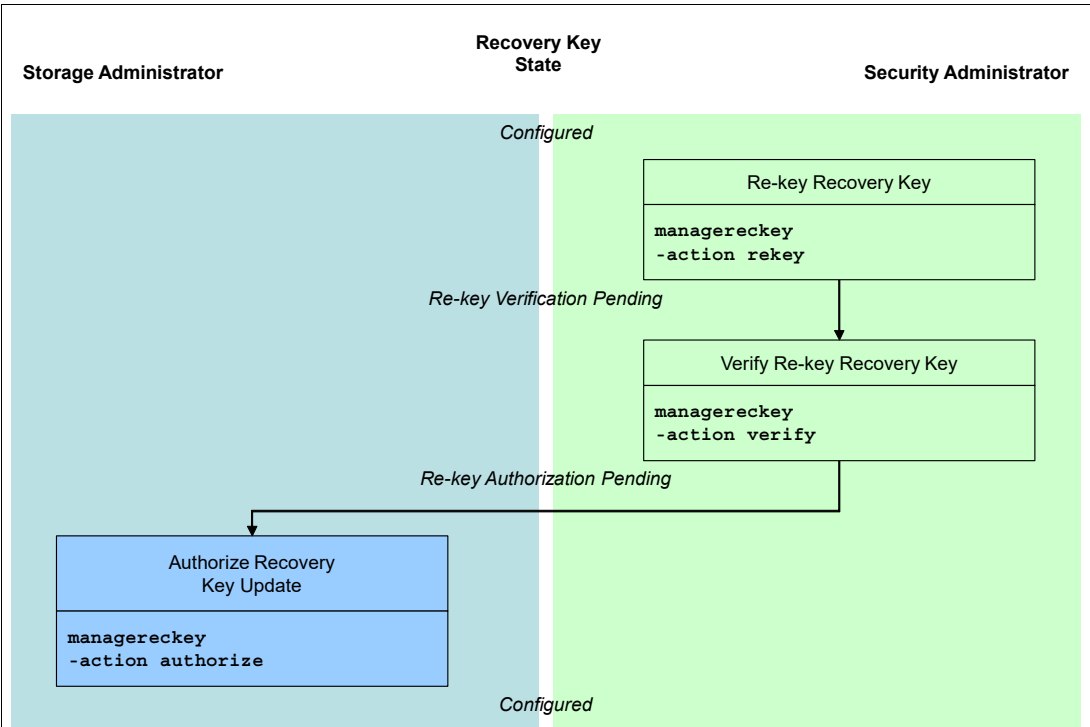 Recovery Key
State
Storage Administrator
Security Administrator
Configured
Re-key Recovery Key
managereckey
-action rekey
Re-key Verification Pending
Verify Re-key Recovery Key
managereckey
-action verify
Re-key Authorization Pending
Authorize Recovery
Key Update
managereckey
-action authorize
Configured